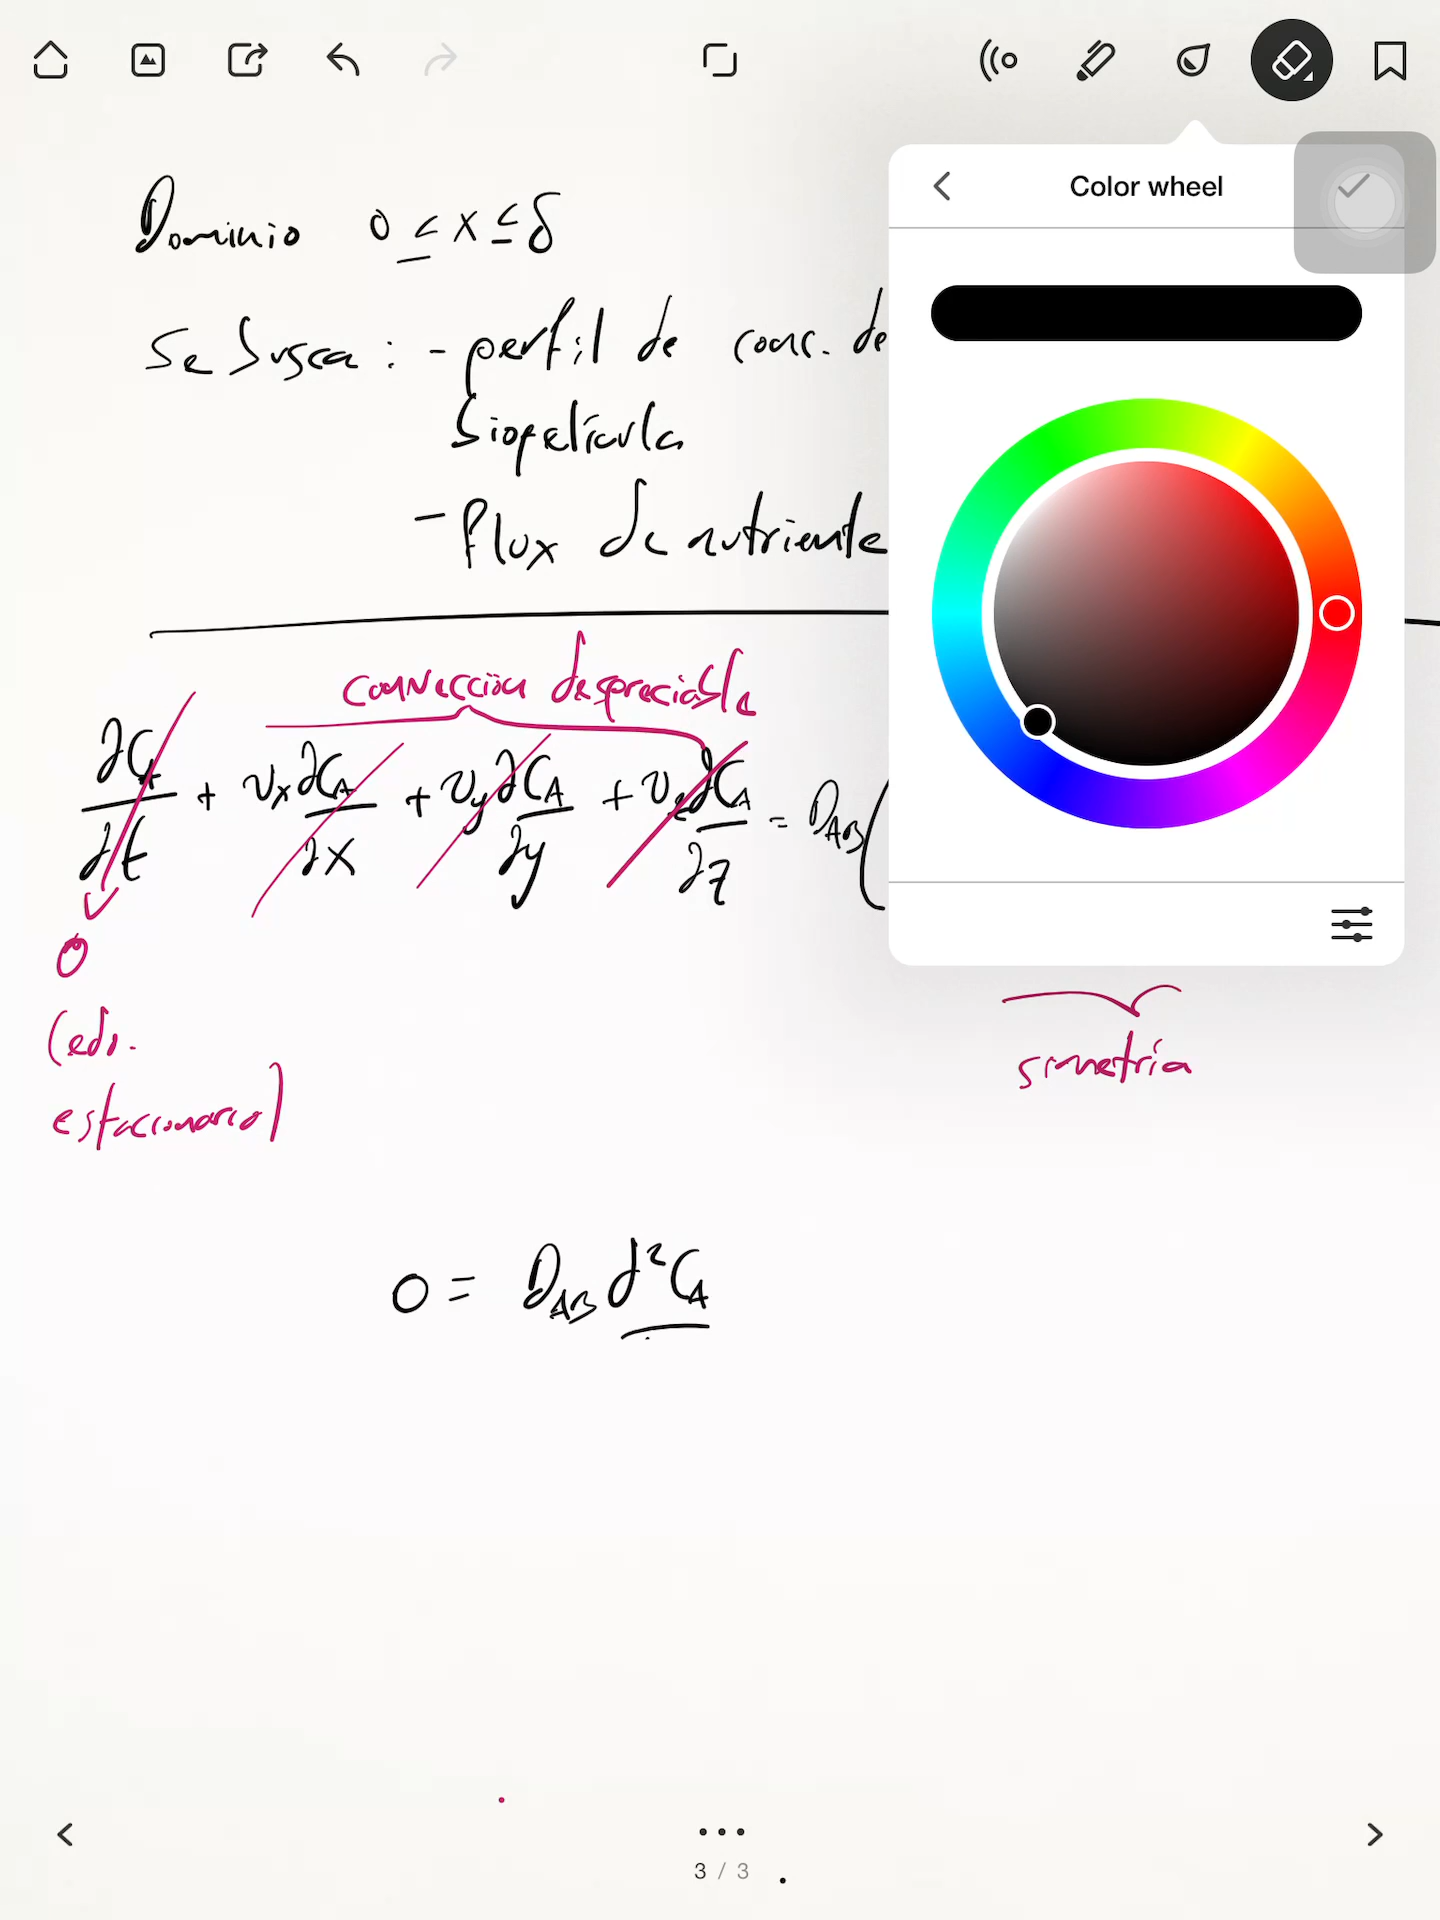 Color wheel
Dominio 0 ≤ x ≤ δ
Se busca : - perfil de conc. de
biopelícula
- Flux de nutriente
convección despreciable
∂C_A/∂t + v_x ∂C_A/∂x + v_y ∂C_A/∂y + v_z ∂C_A/∂z = D_AB (
0
(edo.
estacionario)
simetría
0 = D_AB d²C_A
3 / 3